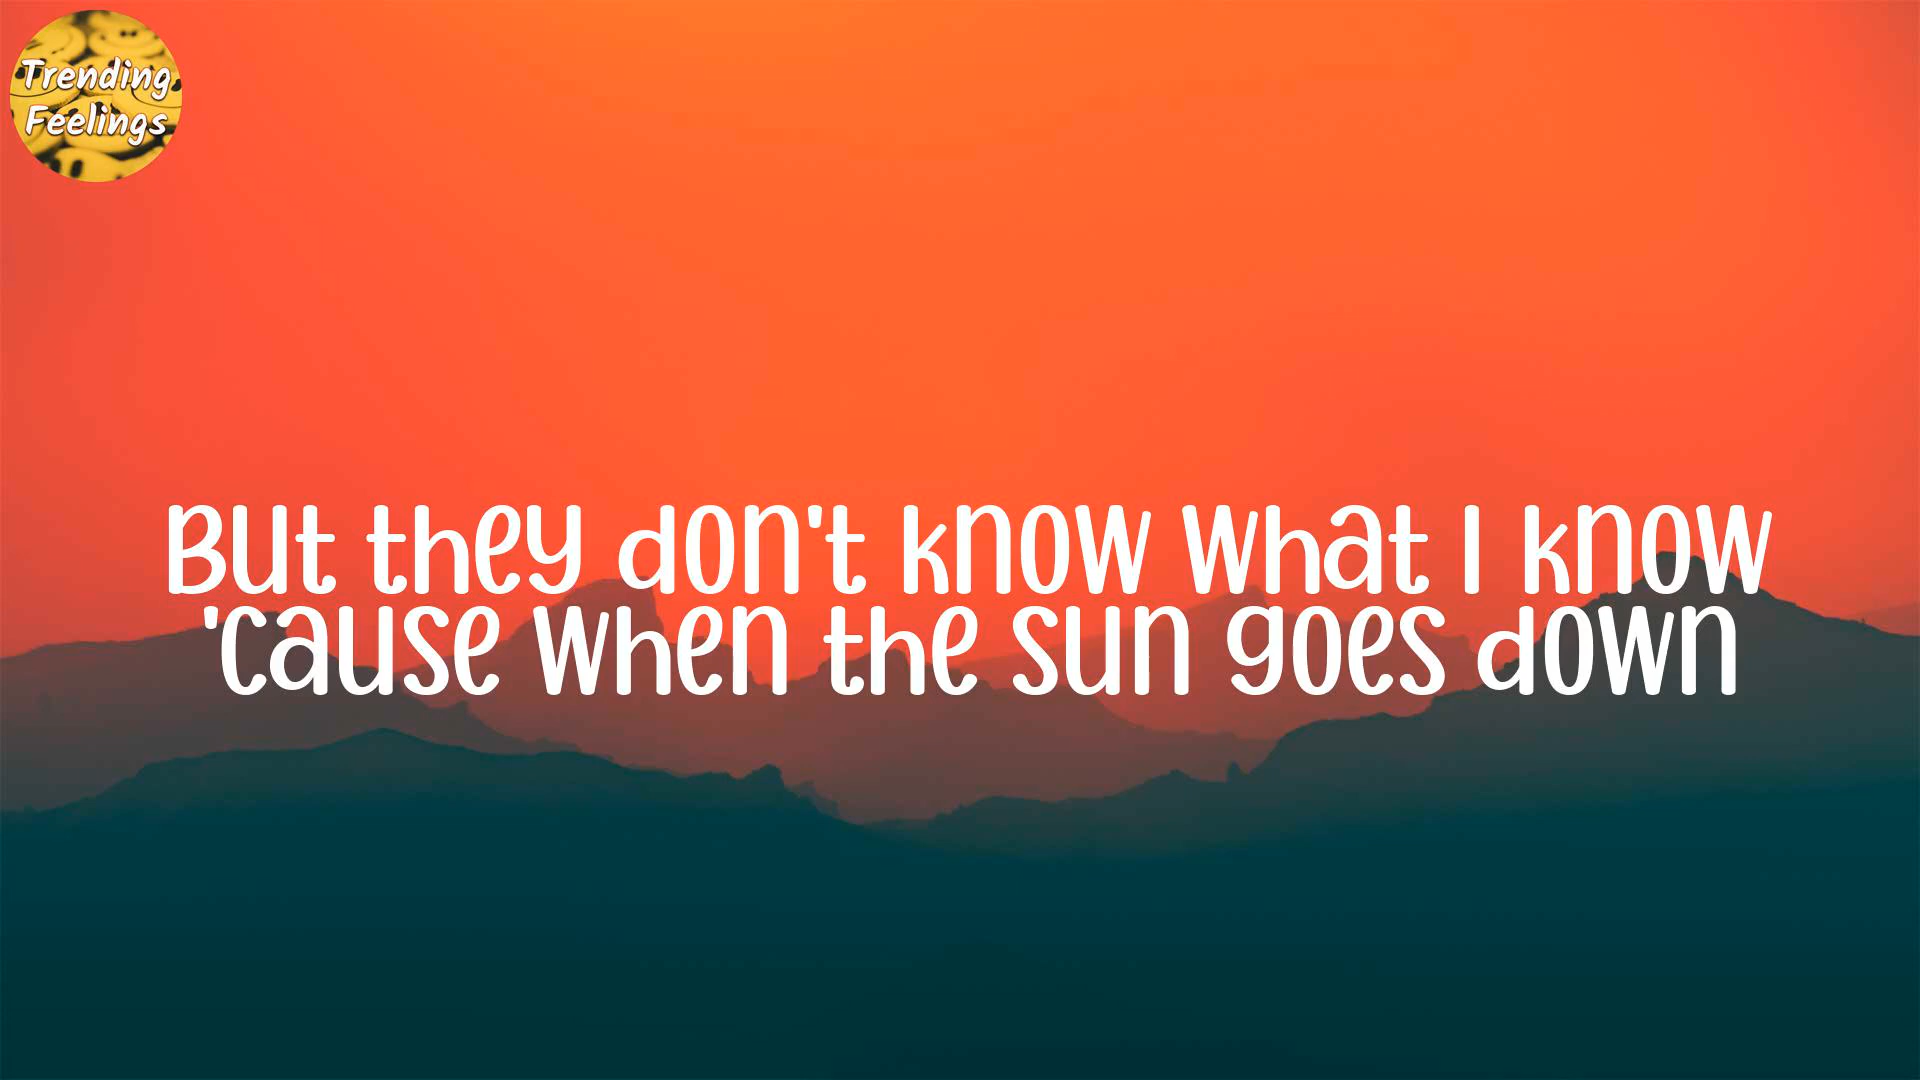 Trending
Feelings
But they don't know what I know
'cause when the sun goes down